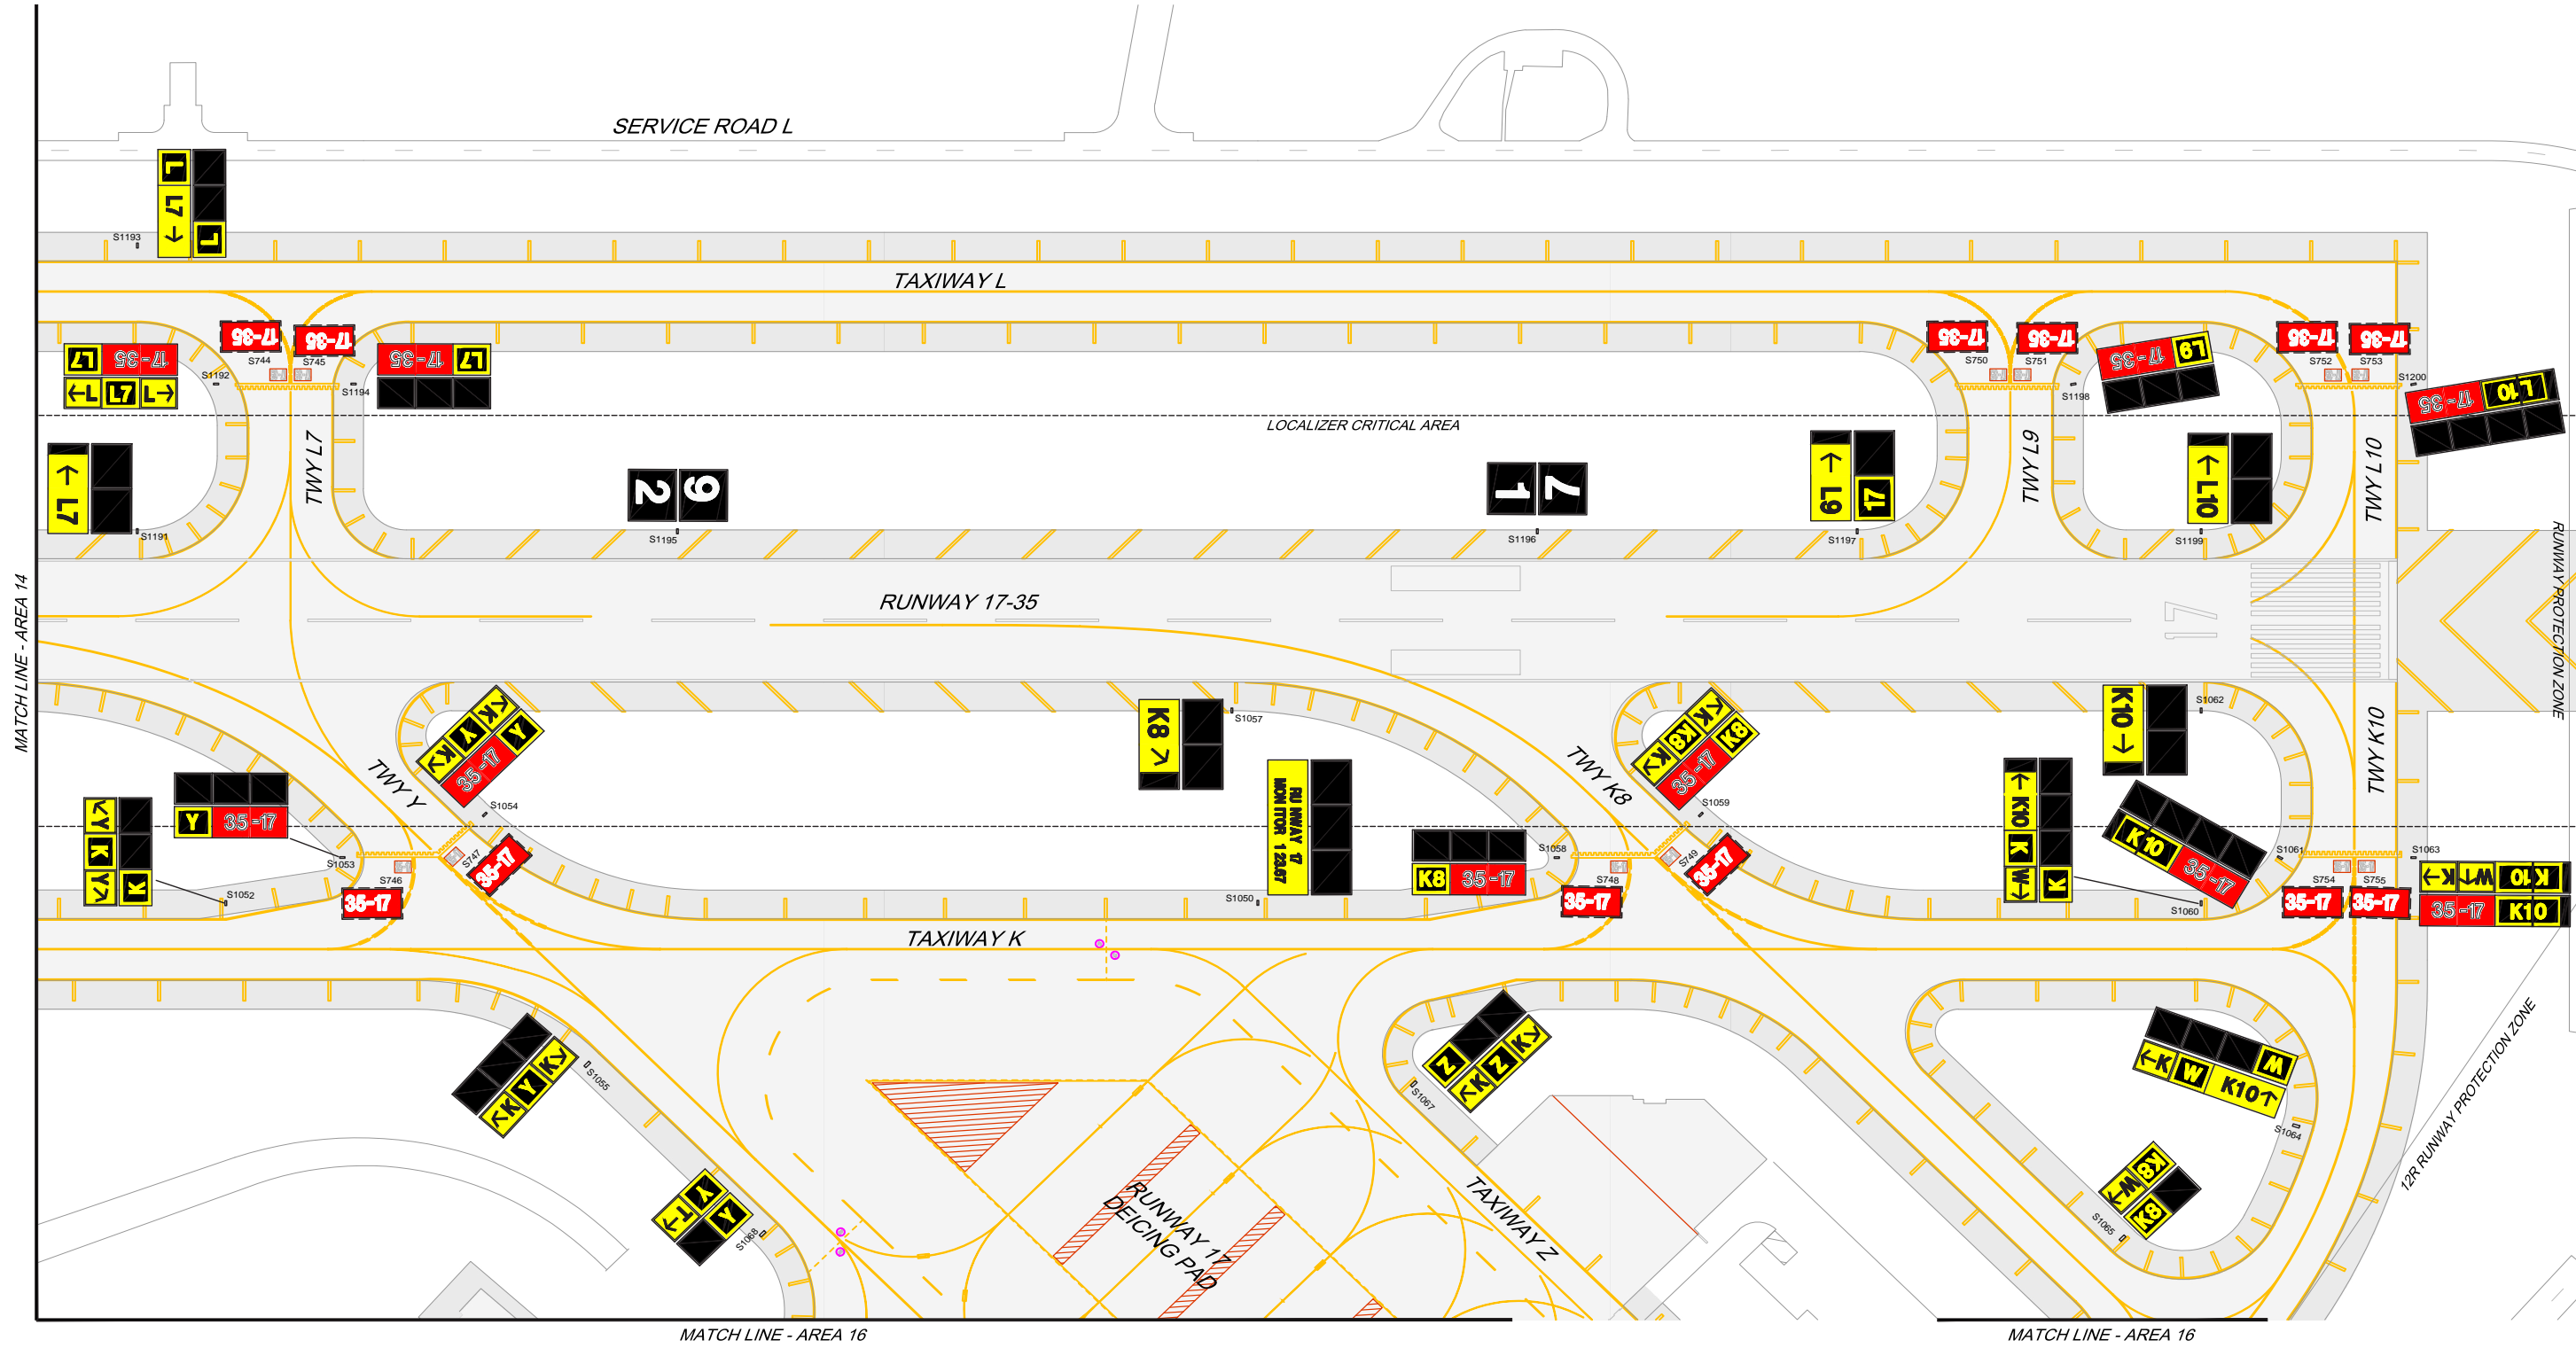 SERVICE ROAD L
L
L7 →
L
S1193
TAXIWAY L
17-35
17-35
S744
S745
L7 17-35
←L L7 L→
S1192
17-35 L7
S1194
17-35
17-35
S750
S751
17-35 L9
S1198
17-35
17-35
S752
S753
S1200
17-35 L10
LOCALIZER CRITICAL AREA
← L7
S1191
TWY L7
2 9
S1195
1 7
S1196
← L9
17
S1197
TWY L9
← L10
S1199
TWY L10
RUNWAY PROTECTION ZONE
MATCH LINE - AREA 14
RUNWAY 17-35
17
TWY Y
K Y K
Y
35-17
S1054
K8
S1057
TWY K8
K K8 K
K8
35-17
S1059
K10 →
S1062
TWY K10
Y 35-17
S1053
Y K Y
K
S1052
S746
S747
35-17
35-17
RUNWAY 17
MONITOR 123.67
S1050
K8 35-17
S1058
S748
S749
35-17
35-17
← K10 K W→
K
S1060
K10 35-17
S1061
S754
S755
35-17
35-17
S1063
←K W↑ K10
35-17 K10
TAXIWAY K
←K Y K
S1055
Z
←K Z K
S1067
W
←K W K10↑
S1064
12R RUNWAY PROTECTION ZONE
Y
T→
Y
S1068
K8
W→
K8
S1065
RUNWAY 17
DEICING PAD
TAXIWAY Z
MATCH LINE - AREA 16
MATCH LINE - AREA 16